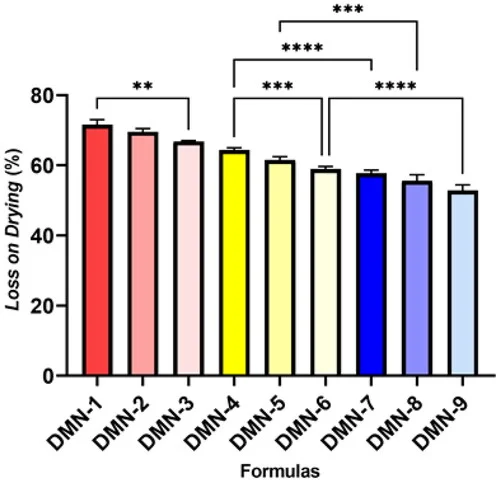 ***
****
** *** ****
80
60
40
20
0
Loss on Drying (%)
DMN-1 DMN-2 DMN-3 DMN-4 DMN-5 DMN-6 DMN-7 DMN-8 DMN-9
Formulas